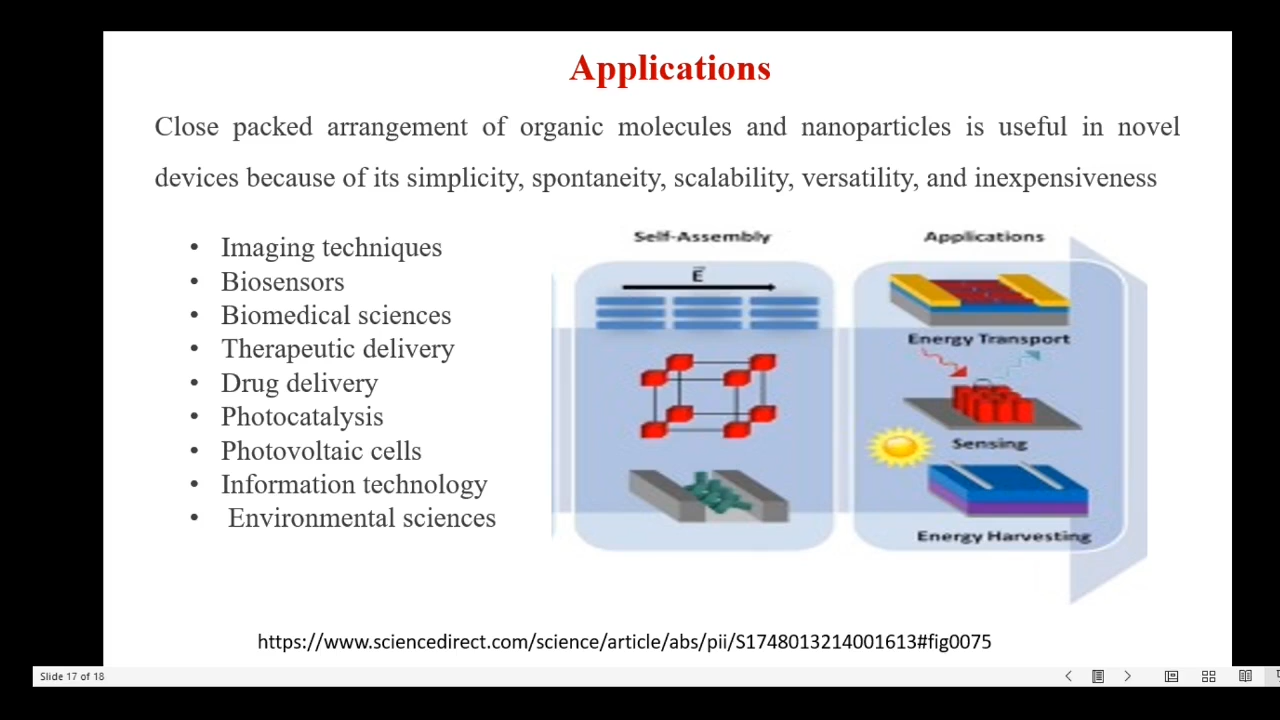 Applications
Close packed arrangement of organic molecules and nanoparticles is useful in novel
devices because of its simplicity, spontaneity, scalability, versatility, and inexpensiveness
• Imaging techniques
• Biosensors
• Biomedical sciences
• Therapeutic delivery
• Drug delivery
• Photocatalysis
• Photovoltaic cells
• Information technology
• Environmental sciences
Self-Assembly
E
Applications
Energy Transport
Sensing
Energy Harvesting
https://www.sciencedirect.com/science/article/abs/pii/S1748013214001613#fig0075
Slide 17 of 18